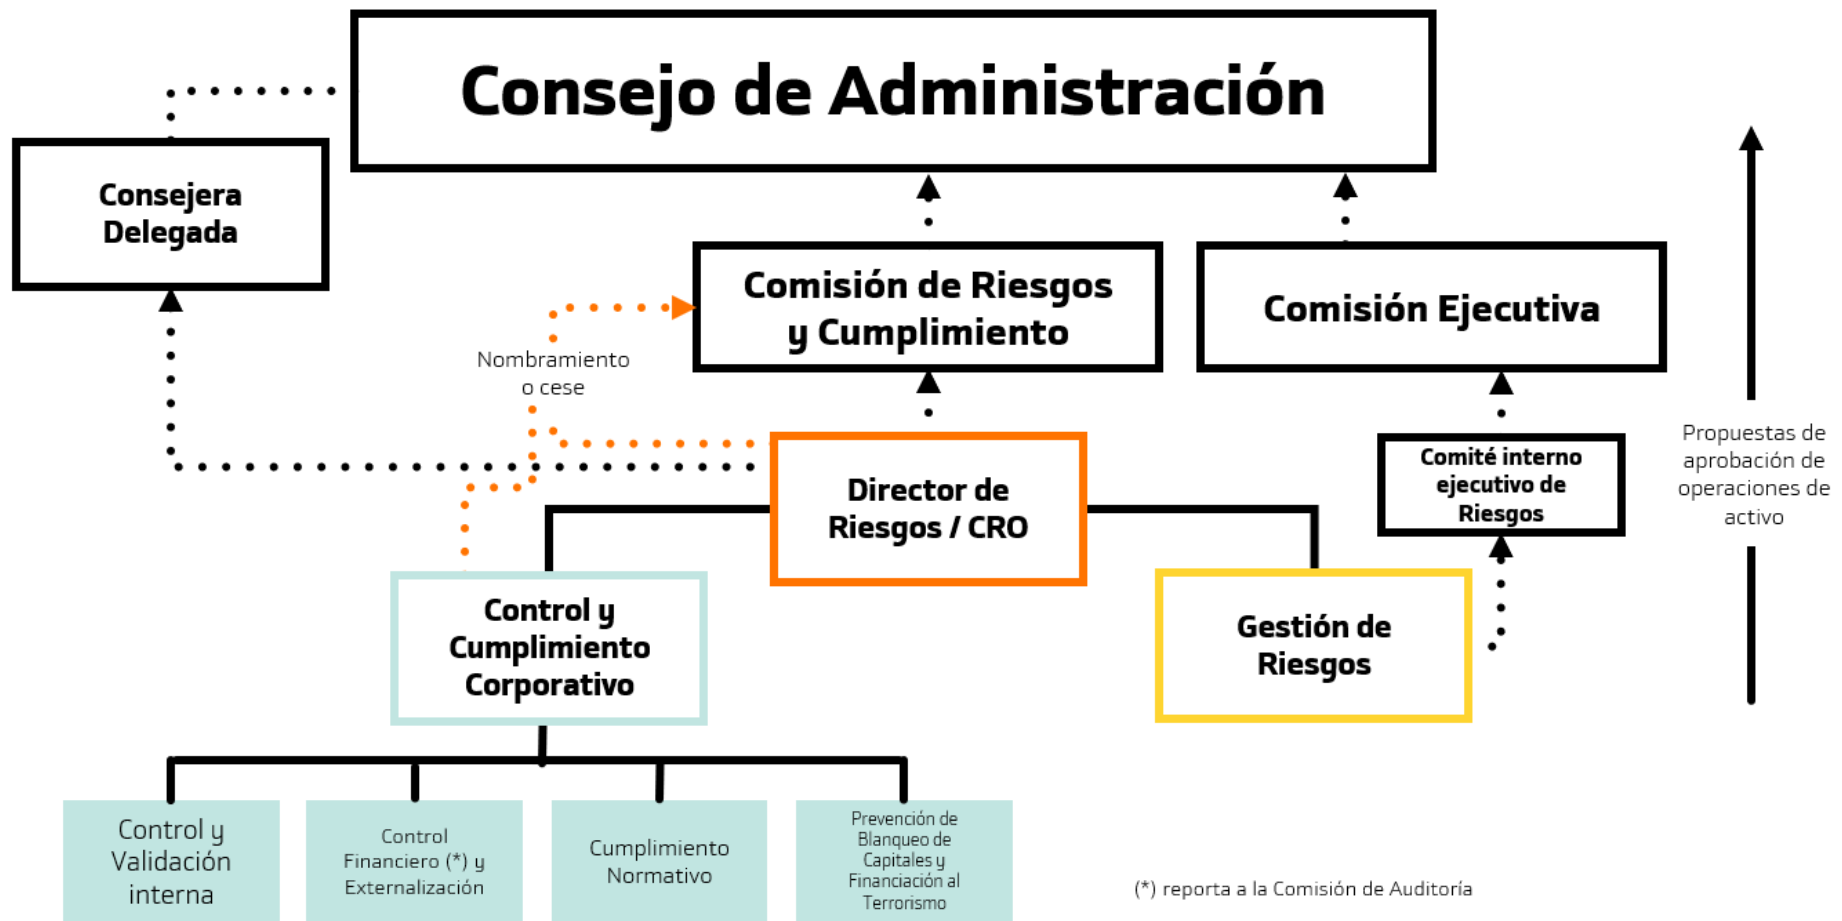 Consejo de Administración
Consejera
Delegada
Comisión de Riesgos
y Cumplimiento
Comisión Ejecutiva
Nombramiento
o cese
Director de
Riesgos / CRO
Comité interno
ejecutivo de
Riesgos
Propuestas de
aprobación de
operaciones de
activo
Control y
Cumplimiento
Corporativo
Gestión de
Riesgos
Control y
Validación
interna
Control
Financiero (*) y
Externalización
Cumplimiento
Normativo
Prevención de
Blanqueo de
Capitales y
Financiación al
Terrorismo
(*) reporta a la Comisión de Auditoría